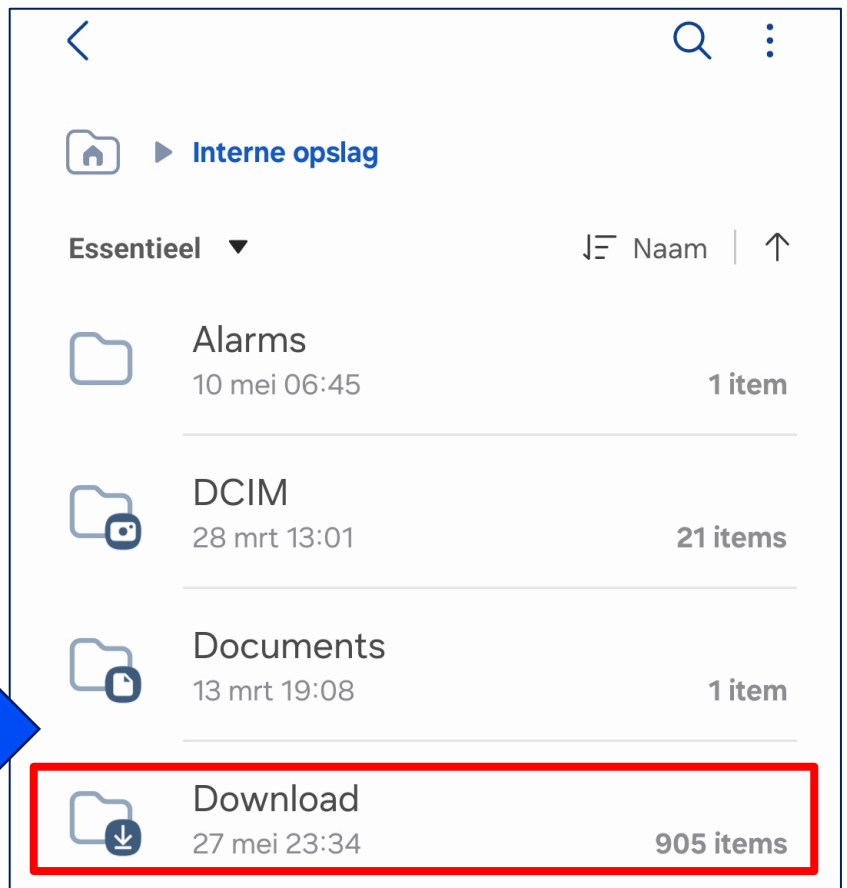 Interne opslag
Essentieel Naam
Alarms
10 mei 06:45 1 item
DCIM
28 mrt 13:01 21 items
Documents
13 mrt 19:08 1 item
Download
27 mei 23:34 905 items